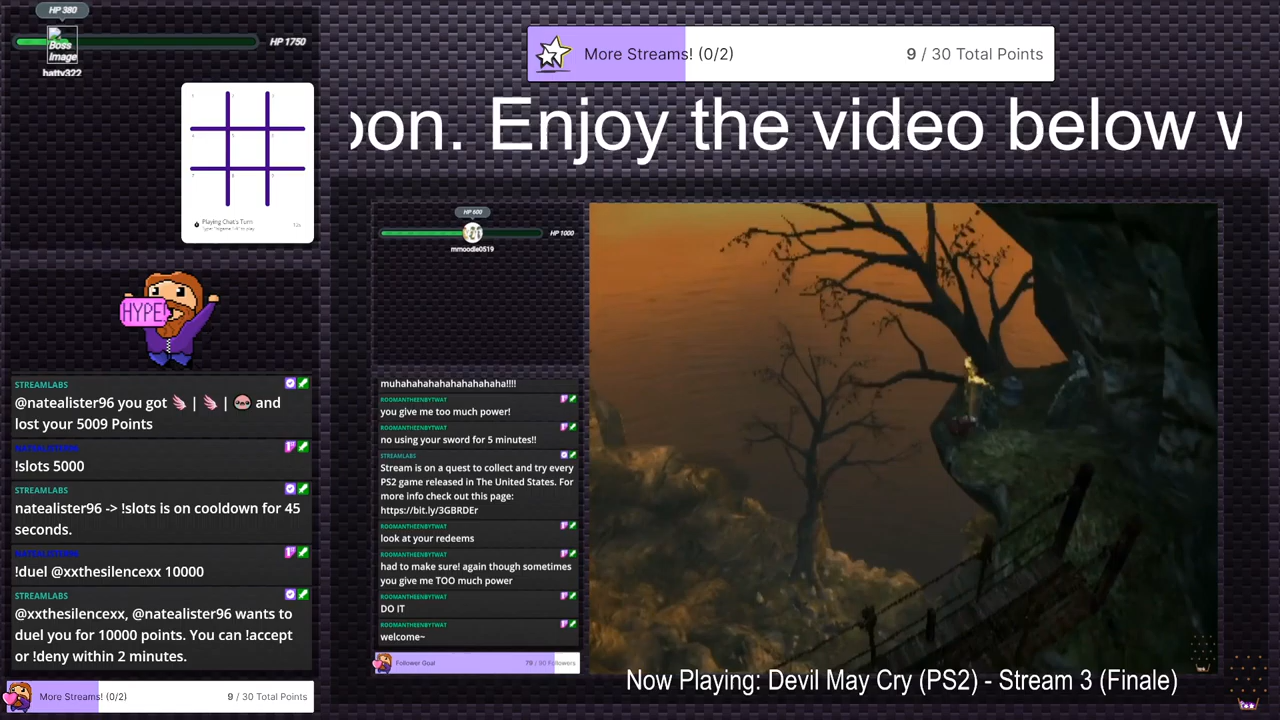 HP 380
Boss
Image
HP 1750
hatty322
More Streams! (0/2)
9 / 30 Total Points
oon. Enjoy the video below w
Playing Chat's Turn
HYPE!
STREAMLABS
@natealister96 you got | | and
lost your 5009 Points
NATEALISTER96
!slots 5000
STREAMLABS
natealister96 -> !slots is on cooldown for 45
seconds.
NATEALISTER96
!duel @xxthesilencexx 10000
STREAMLABS
@xxthesilencexx, @natealister96 wants to
duel you for 10000 points. You can !accept
or !deny within 2 minutes.
More Streams! (0/2)
9 / 30 Total Points
HP 600
HP 1000
mmoodle0519
muhahahahahahahahaha!!!!
ROOMANTHEENBYTWAT
you give me too much power!
ROOMANTHEENBYTWAT
no using your sword for 5 minutes!!
STREAMLABS
Stream is on a quest to collect and try every
PS2 game released in The United States. For
more info check out this page:
https://bit.ly/3GBRDEr
ROOMANTHEENBYTWAT
look at your redeems
ROOMANTHEENBYTWAT
had to make sure! again though sometimes
you give me TOO much power
ROOMANTHEENBYTWAT
DO IT
ROOMANTHEENBYTWAT
welcome~
Follower Goal
79 / 90 Followers
Now Playing: Devil May Cry (PS2) - Stream 3 (Finale)